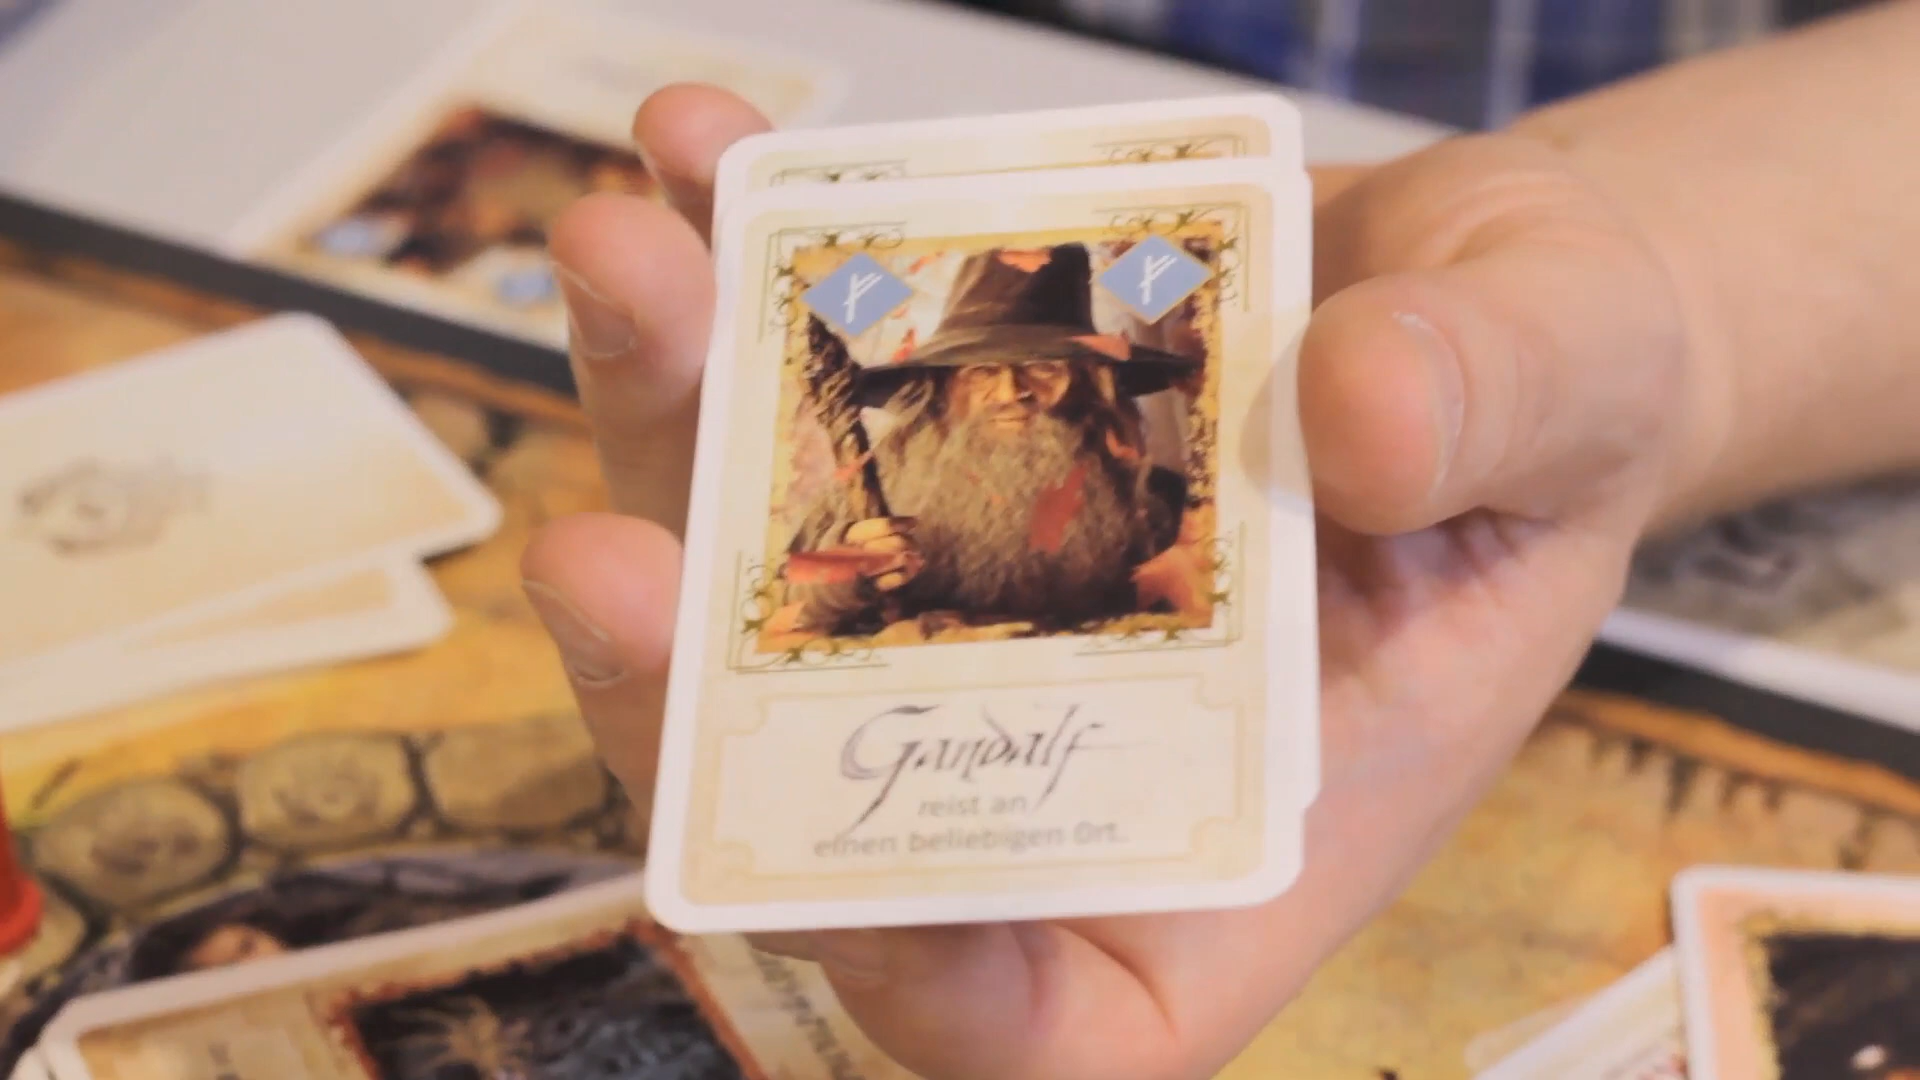 Gandalf
reist an
einen beliebigen Ort.